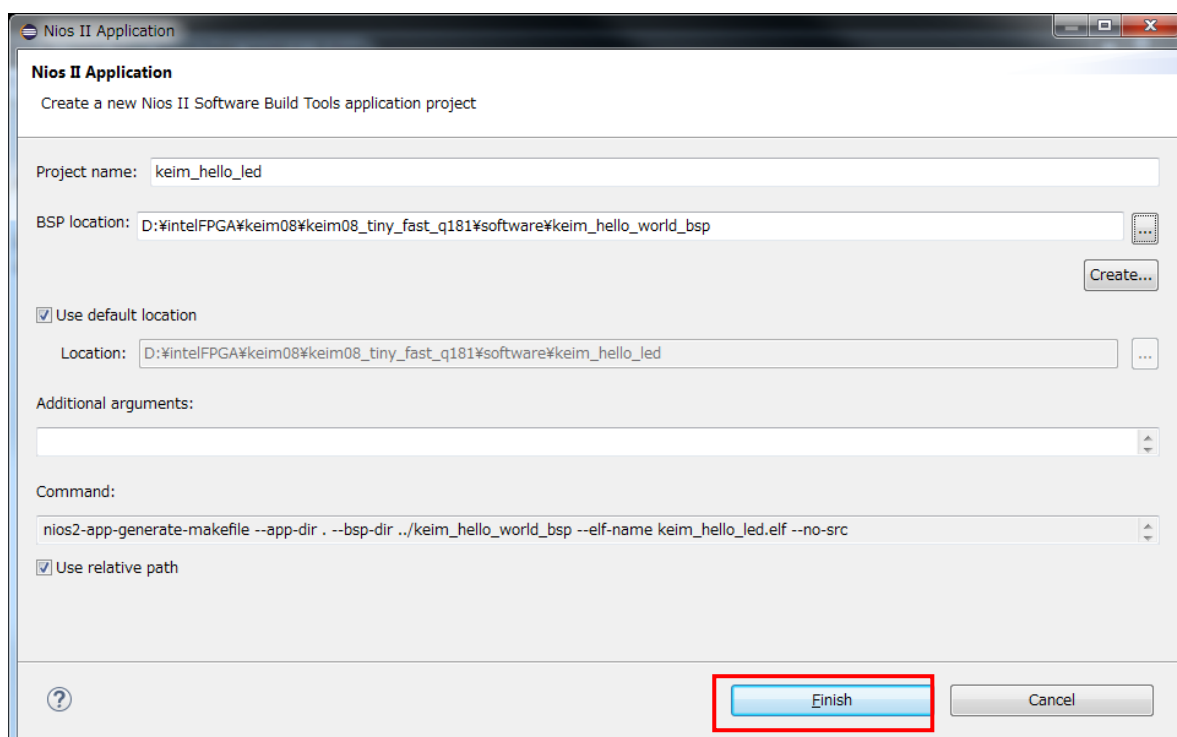 Nios II Application
Nios II Application
Create a new Nios II Software Build Tools application project
Project name: keim_hello_led
BSP location: D:¥intelFPGA¥keim08¥keim08_tiny_fast_q181¥software¥keim_hello_world_bsp ...
Create...
Use default location
Location: D:¥intelFPGA¥keim08¥keim08_tiny_fast_q181¥software¥keim_hello_led ...
Additional arguments:
Command:
nios2-app-generate-makefile --app-dir . --bsp-dir ../keim_hello_world_bsp --elf-name keim_hello_led.elf --no-src
Use relative path
? Finish Cancel